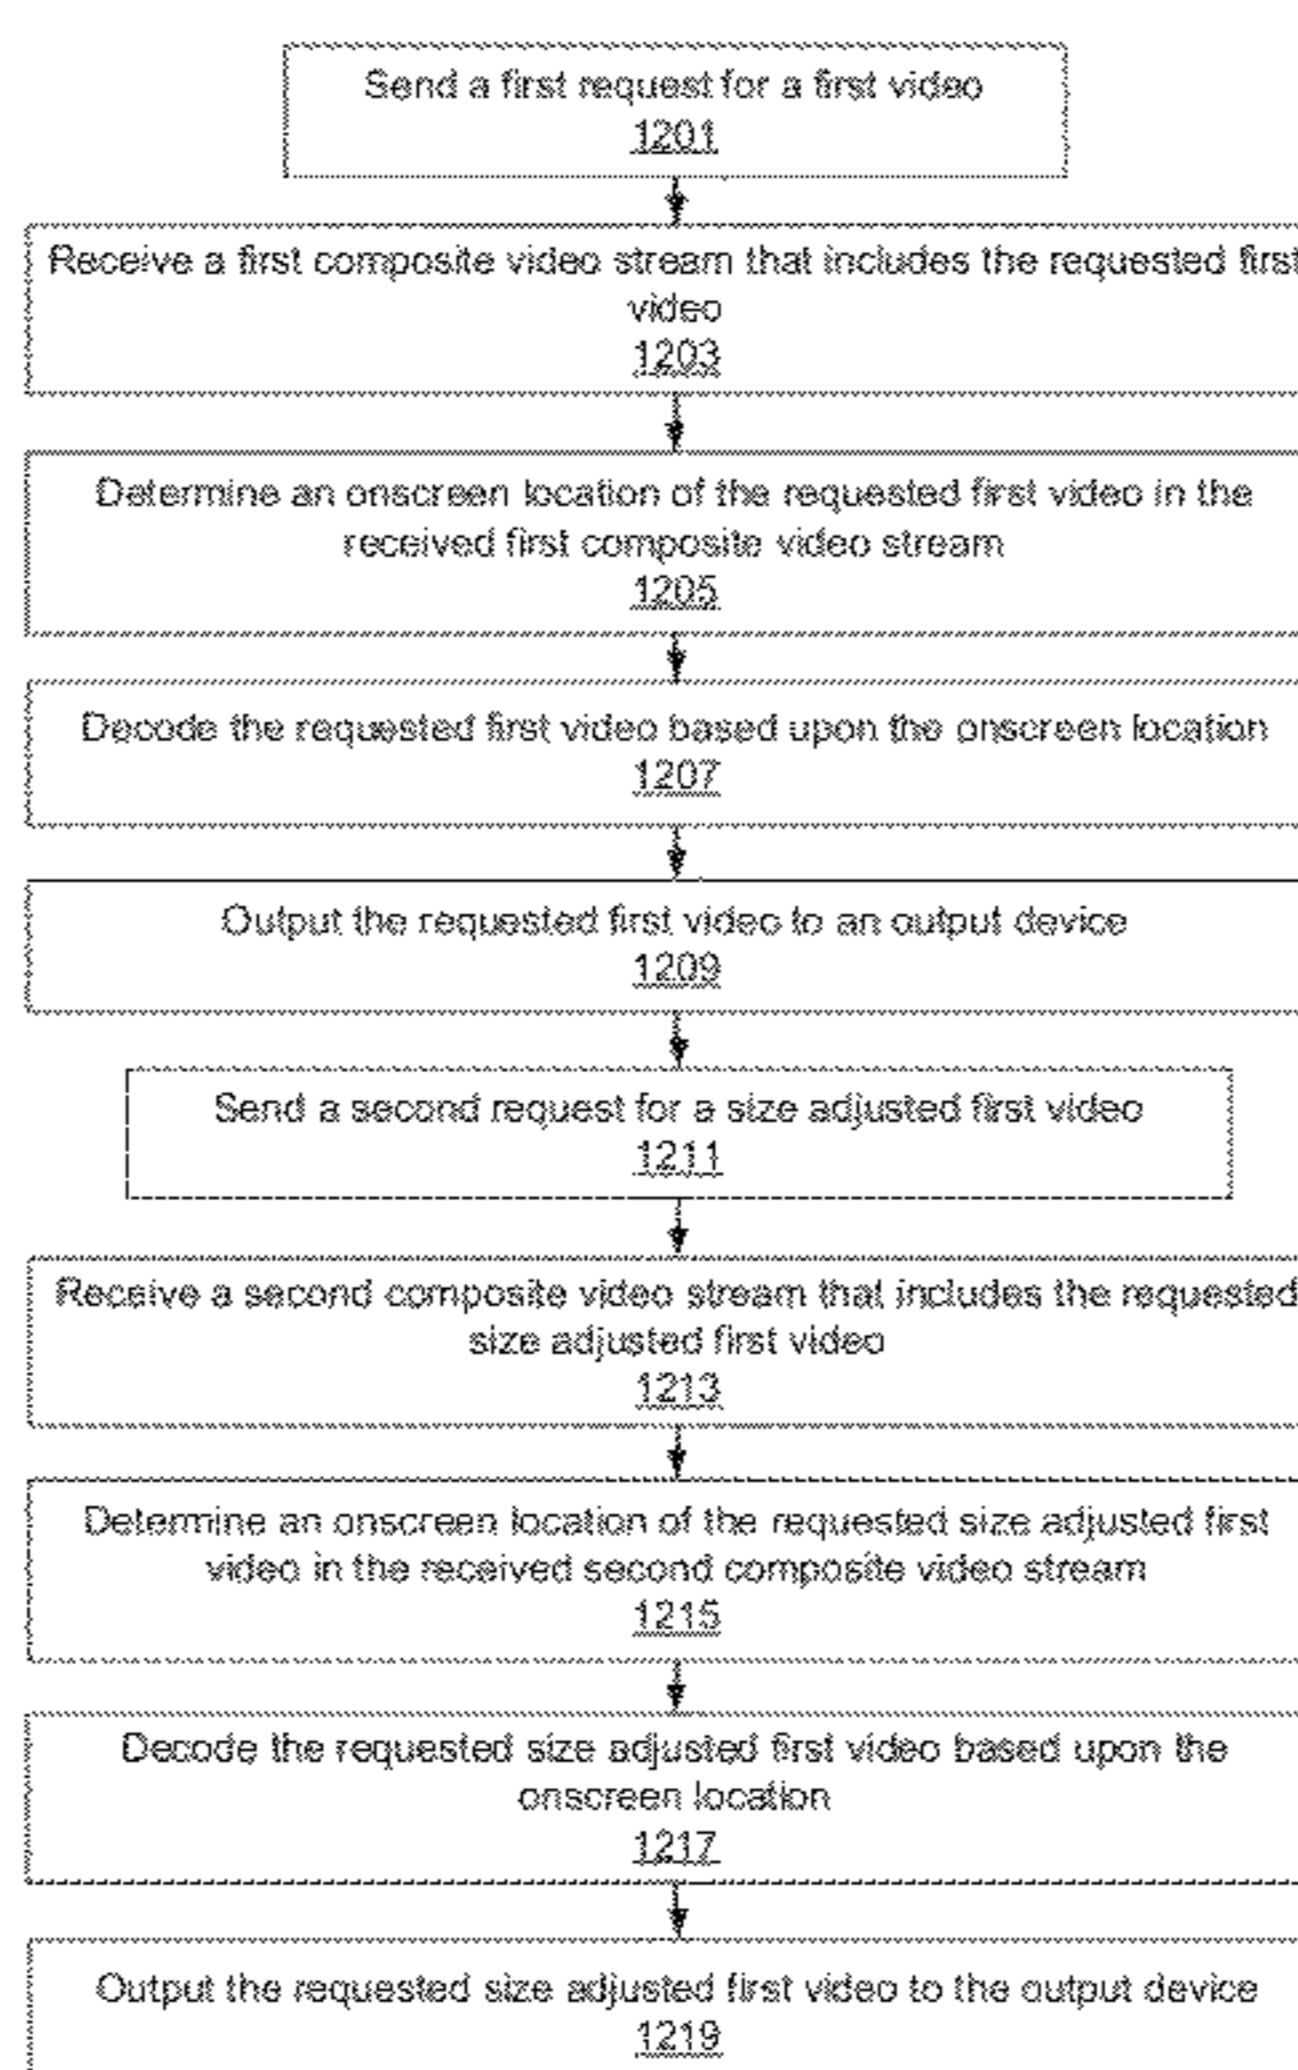 Send a first request for a first video
1201
Receive a first composite video stream that includes the requested first
video
1203
Determine an onscreen location of the requested first video in the
received first composite video stream
1205
Decode the requested first video based upon the onscreen location
1207
Output the requested first video to an output device
1209
Send a second request for a size adjusted first video
1211
Receive a second composite video stream that includes the requested
size adjusted first video
1213
Determine an onscreen location of the requested size adjusted first
video in the received second composite video stream
1215
Decode the requested size adjusted first video based upon the
onscreen location
1217
Output the requested size adjusted first video to the output device
1219